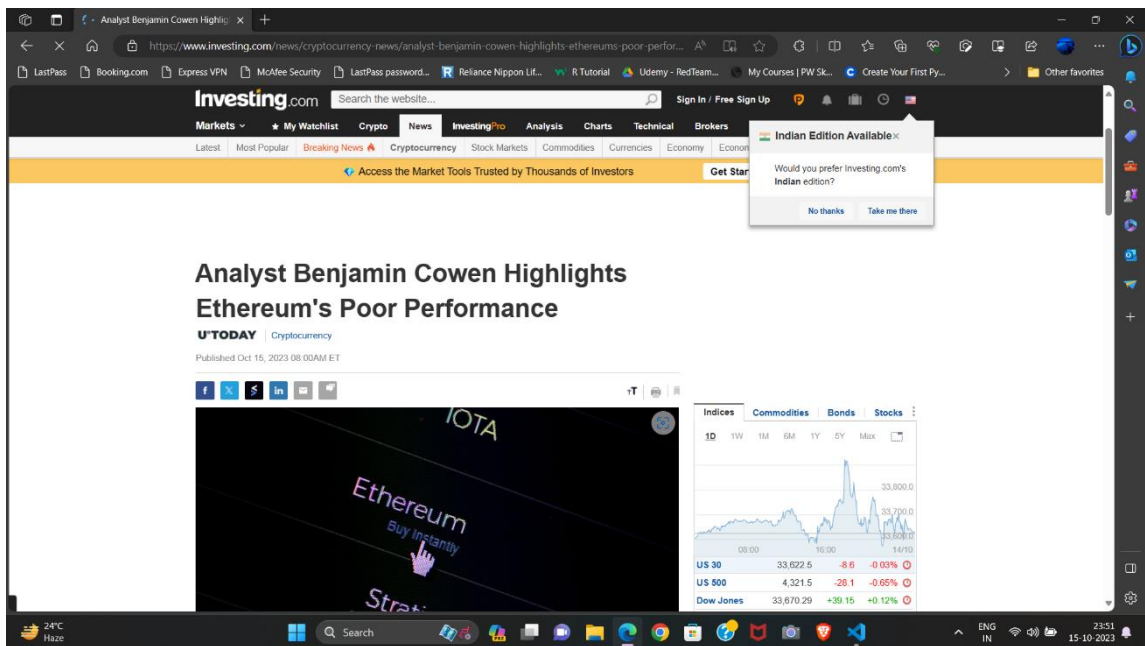 Analyst Benjamin Cowen Highlig
https://www.investing.com/news/cryptocurrency-news/analyst-benjamin-cowen-highlights-ethereums-poor-perfor...
LastPass Booking.com Express VPN McAfee Security LastPass password... Reliance Nippon Lif... R Tutorial Udemy - RedTeam... My Courses | PW Sk... Create Your First Py... Other favorites
Investing.com Search the website... Sign In / Free Sign Up
Markets My Watchlist Crypto News InvestingPro Analysis Charts Technical Brokers
Indian Edition Available
Latest Most Popular Breaking News Cryptocurrency Stock Markets Commodities Currencies Economy Econom
Access the Market Tools Trusted by Thousands of Investors Get Star
Would you prefer Investing.com's
Indian edition?
No thanks Take me there
Analyst Benjamin Cowen Highlights
Ethereum's Poor Performance
U°TODAY Cryptocurrency
Published Oct 15, 2023 08:00AM ET
IOTA
Ethereum
Buy Instantly
Strati
Indices Commodities Bonds Stocks
1D 1W 1M 6M 1Y 5Y Max
33,800.0
33,700.0
33,600.0
08:00 16:00 14/10
US 30 33,622.5 -8.6 -0.03%
US 500 4,321.5 -28.1 -0.65%
Dow Jones 33,670.29 +39.15 +0.12%
24°C
Haze
Search
ENG
IN
23:51
15-10-2023